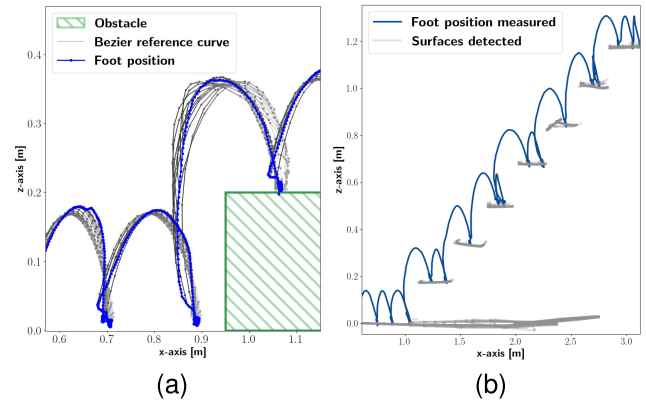 Obstacle
Bezier reference curve
Foot position
z-axis [m]
0.4
0.3
0.2
0.1
0.0
0.6 0.7 0.8 0.9 1.0 1.1
x-axis [m]
(a)
Foot position measured
Surfaces detected
z-axis [m]
1.2
1.0
0.8
0.6
0.4
0.2
0.0
1.0 1.5 2.0 2.5 3.0
x-axis [m]
(b)